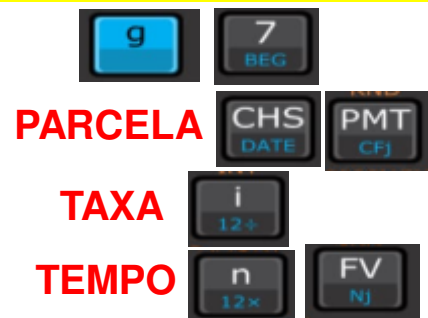 g 7
BEG
PARCELA CHS PMT
DATE CFj
TAXA i
12÷
TEMPO n FV
12× Nj